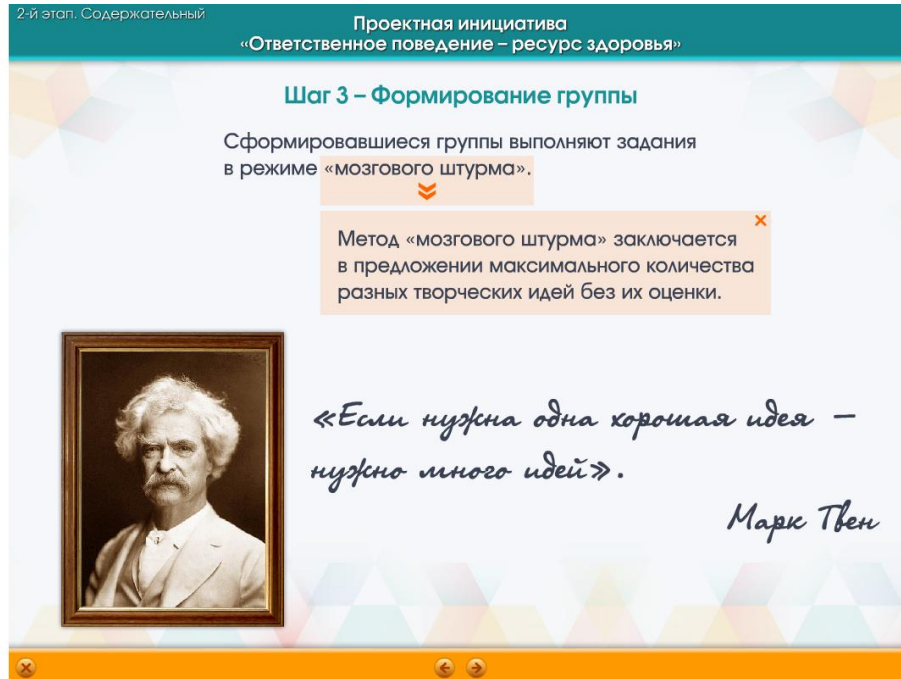 2-й этап. Содержательный
Проектная инициатива
«Ответственное поведение – ресурс здоровья»
Шаг 3 – Формирование группы
Сформировавшиеся группы выполняют задания
в режиме «мозгового штурма».
Метод «мозгового штурма» заключается
в предложении максимального количества
разных творческих идей без их оценки.
«Если нужна одна хорошая идея –
нужно много идей».
Марк Твен